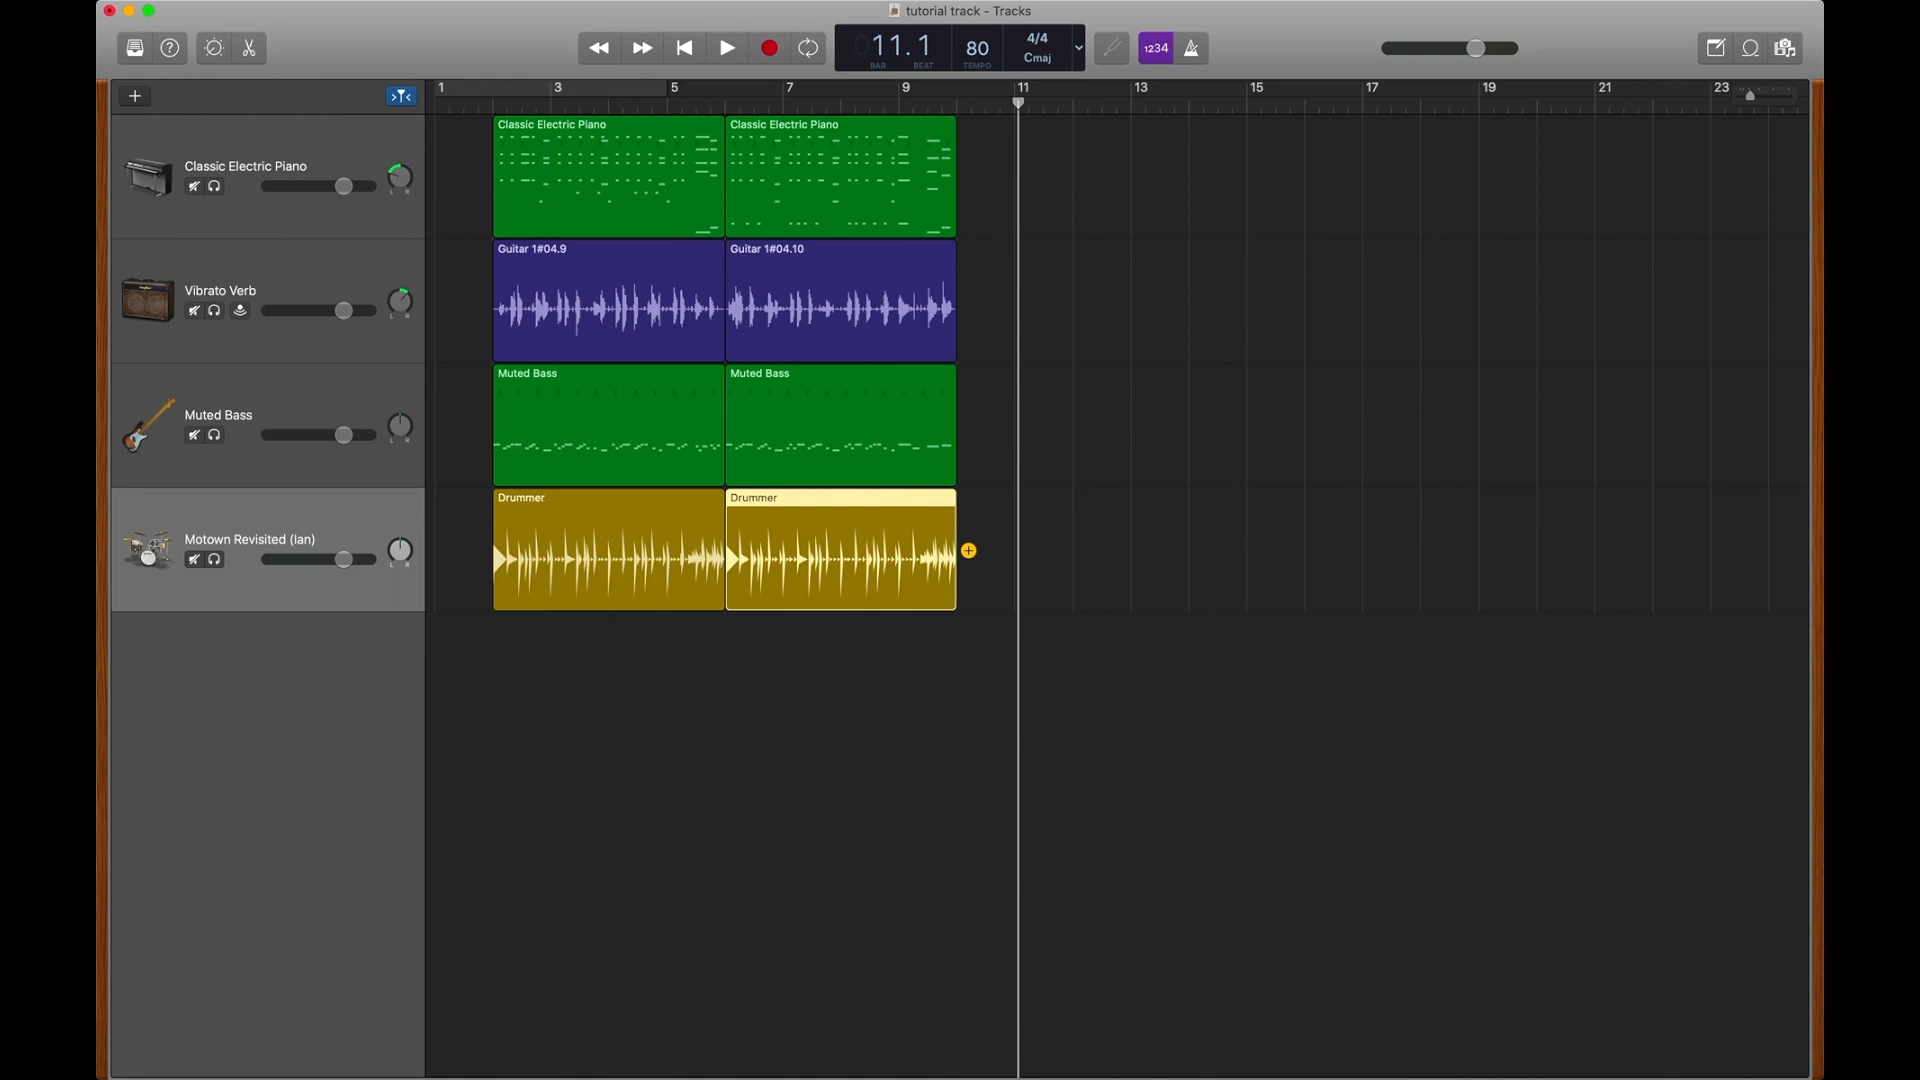 tutorial track - Tracks
11.1 80 4/4
Cmaj
BAR BEAT TEMPO
1234
1 3 5 7 9 11 13 15 17 19 21 23
Classic Electric Piano
L R
Classic Electric Piano Classic Electric Piano
Vibrato Verb
L R
Guitar 1#04.9 Guitar 1#04.10
Muted Bass
L R
Muted Bass Muted Bass
Motown Revisited (Ian)
L R
Drummer Drummer